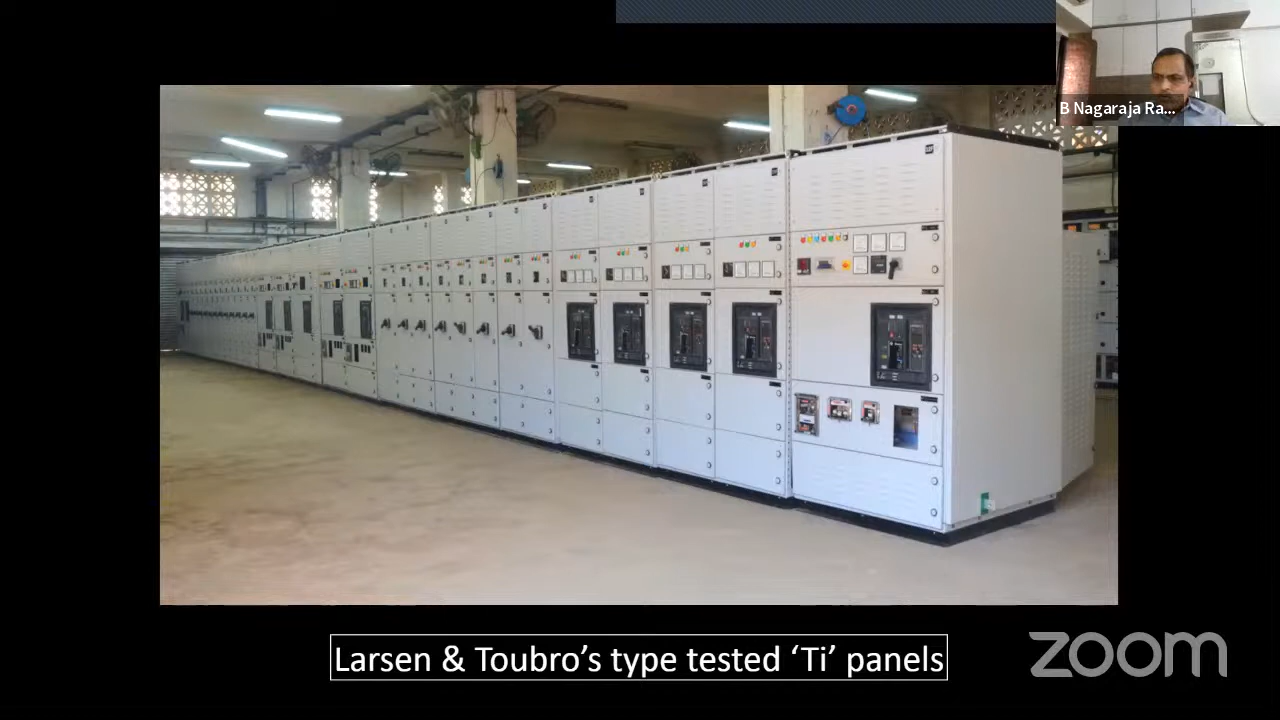 B Nagaraja Ra...
Larsen & Toubro’s type tested ‘Ti’ panels
zoom